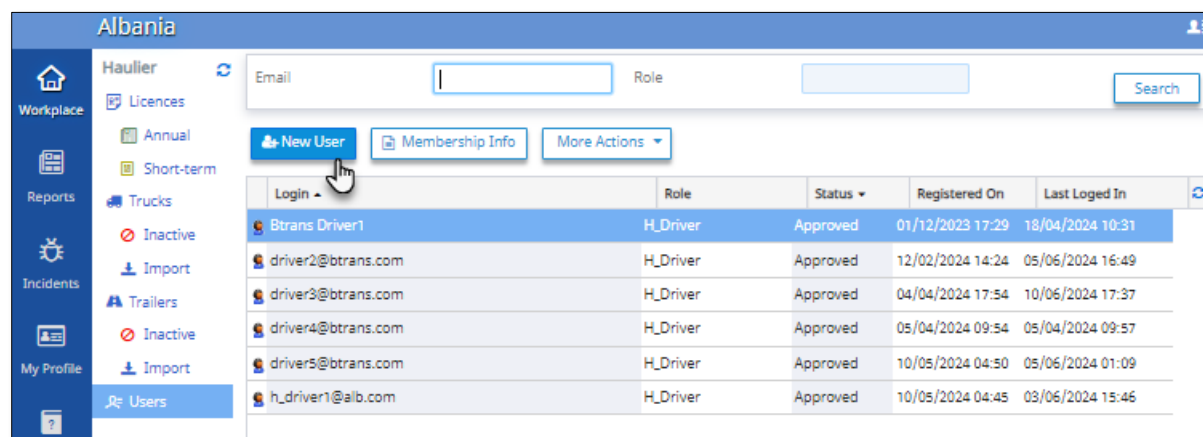 Albania
Workplace
Reports
Incidents
My Profile
Haulier
Licences
Annual
Short-term
Trucks
Inactive
Import
Trailers
Inactive
Import
Users
Email Role
Search
New User Membership Info More Actions
Login Role Status Registered On Last Loged In
Btrans Driver1 H_Driver Approved 01/12/2023 17:29 18/04/2024 10:31
driver2@btrans.com H_Driver Approved 12/02/2024 14:24 05/06/2024 16:49
driver3@btrans.com H_Driver Approved 04/04/2024 17:54 10/06/2024 17:37
driver4@btrans.com H_Driver Approved 05/04/2024 09:54 05/04/2024 09:57
driver5@btrans.com H_Driver Approved 10/05/2024 04:50 05/06/2024 01:09
h_driver1@alb.com H_Driver Approved 10/05/2024 04:45 03/06/2024 15:46